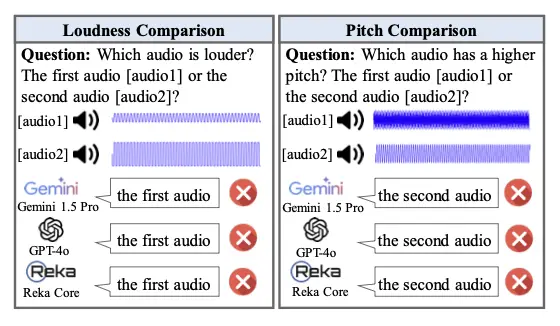 Loudness Comparison
Question: Which audio is louder?
The first audio [audio1] or the
second audio [audio2]?
[audio1]
[audio2]
Gemini
Gemini 1.5 Pro
the first audio
GPT-4o
the first audio
Reka
Reka Core
the first audio
Pitch Comparison
Question: Which audio has a higher
pitch? The first audio [audio1] or
the second audio [audio2]?
[audio1]
[audio2]
Gemini
Gemini 1.5 Pro
the second audio
GPT-4o
the second audio
Reka
Reka Core
the second audio